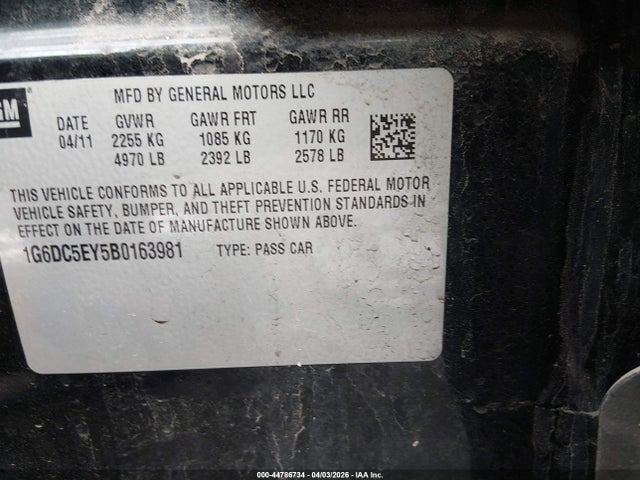 GM
MFD BY GENERAL MOTORS LLC
DATE GVWR GAWR FRT GAWR RR
04/11 2255 KG 1085 KG 1170 KG
4970 LB 2392 LB 2578 LB
THIS VEHICLE CONFORMS TO ALL APPLICABLE U.S. FEDERAL MOTOR
VEHICLE SAFETY, BUMPER, AND THEFT PREVENTION STANDARDS IN
EFFECT ON THE DATE OF MANUFACTURE SHOWN ABOVE.
1G6DC5EY5B0163981 TYPE: PASS CAR
000-44786734 - 04/03/2026 - IAA Inc.